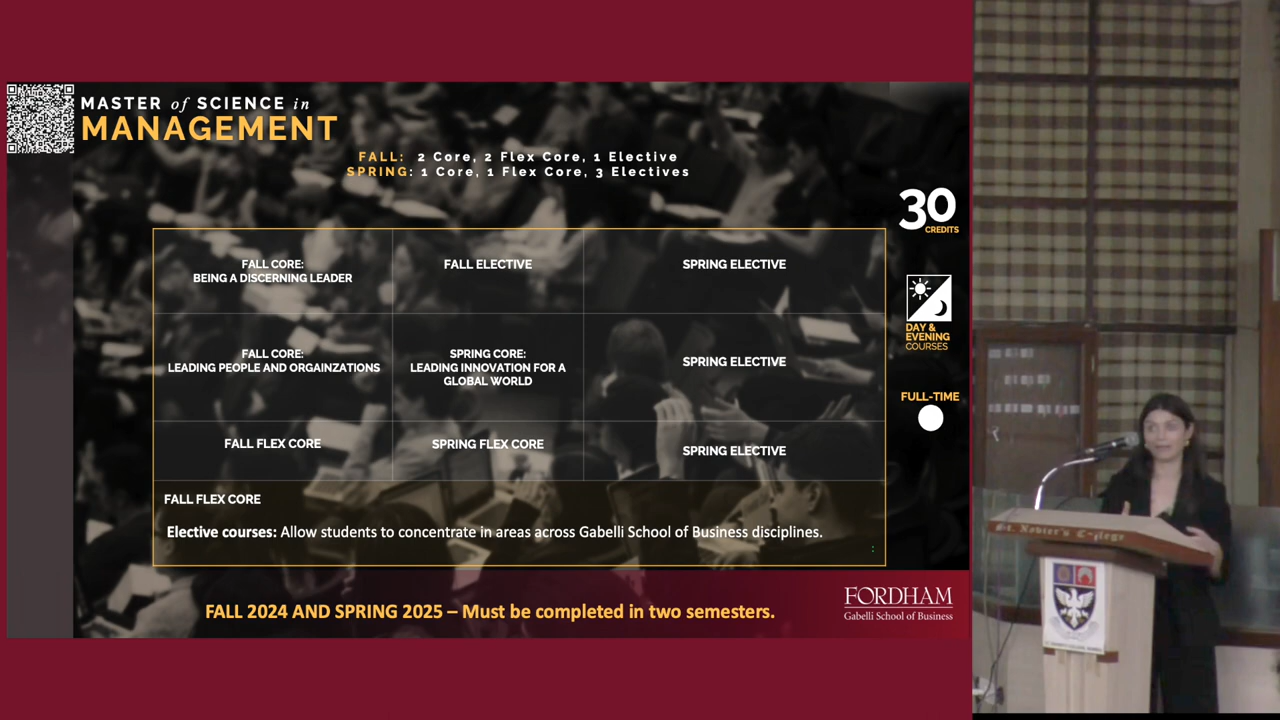 MASTER of SCIENCE in
MANAGEMENT
FALL: 2 Core, 2 Flex Core, 1 Elective
SPRING: 1 Core, 1 Flex Core, 3 Electives
30
CREDITS
FALL CORE:
BEING A DISCERNING LEADER
FALL ELECTIVE
SPRING ELECTIVE
DAY &
EVENING
COURSES
FALL CORE:
LEADING PEOPLE AND ORGAINZATIONS
SPRING CORE:
LEADING INNOVATION FOR A
GLOBAL WORLD
SPRING ELECTIVE
FULL-TIME
FALL FLEX CORE
SPRING FLEX CORE
SPRING ELECTIVE
FALL FLEX CORE
Elective courses: Allow students to concentrate in areas across Gabelli School of Business disciplines.
:
FALL 2024 AND SPRING 2025 – Must be completed in two semesters.
FORDHAM
Gabelli School of Business
St. Xavier's College